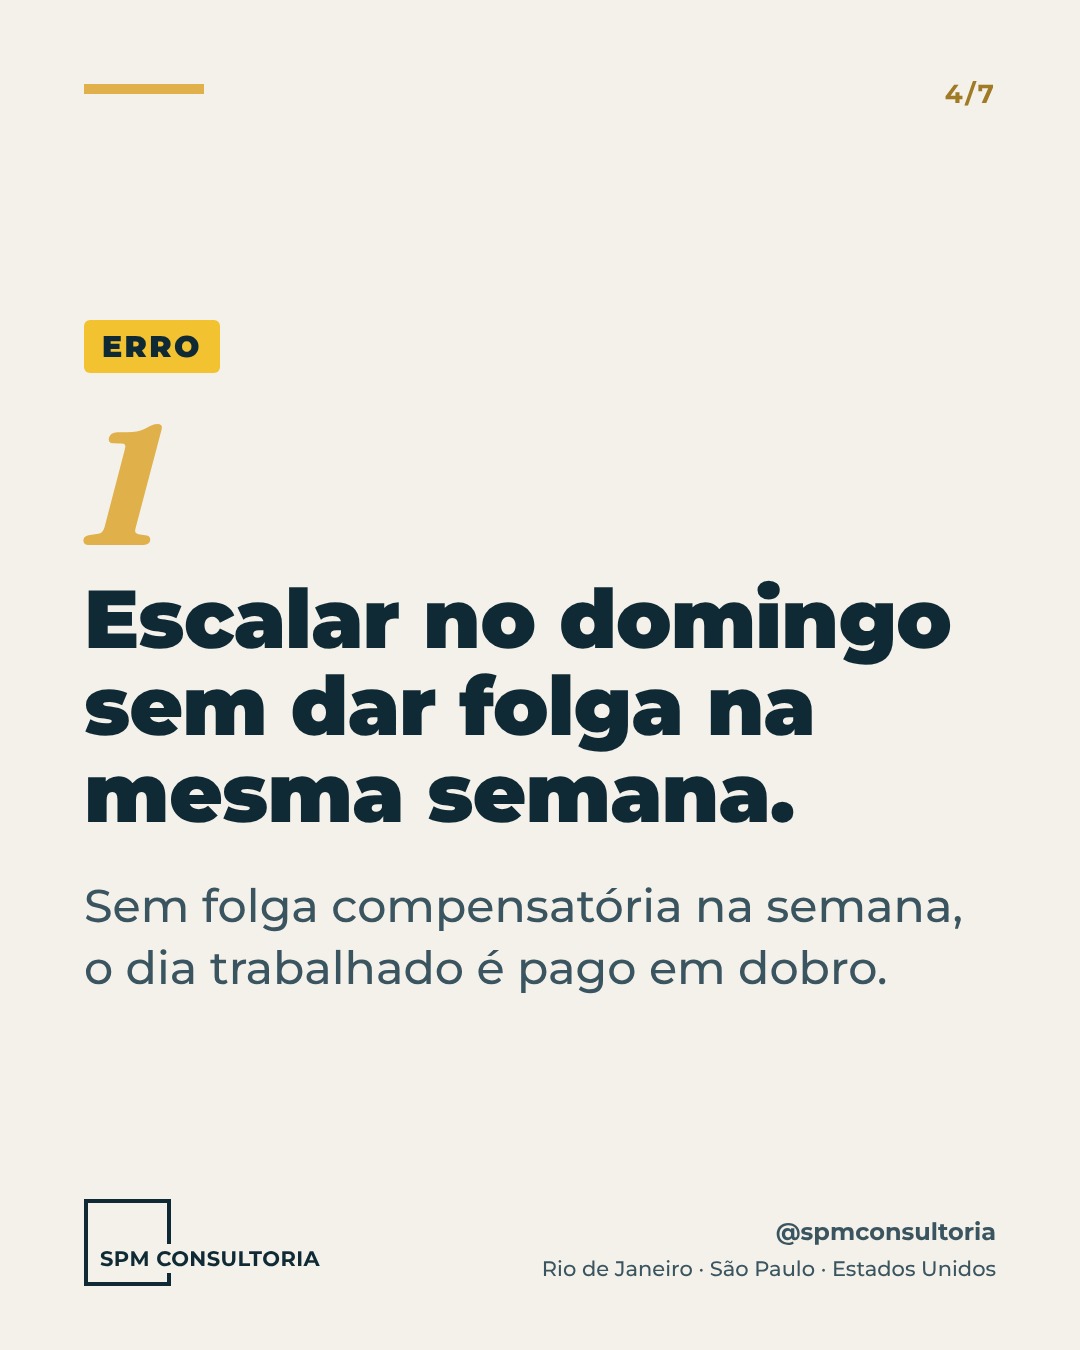 4/7
ERRO
1
Escalar no domingo
sem dar folga na
mesma semana.
Sem folga compensatória na semana,
o dia trabalhado é pago em dobro.
SPM CONSULTORIA
@spmconsultoria
Rio de Janeiro · São Paulo · Estados Unidos